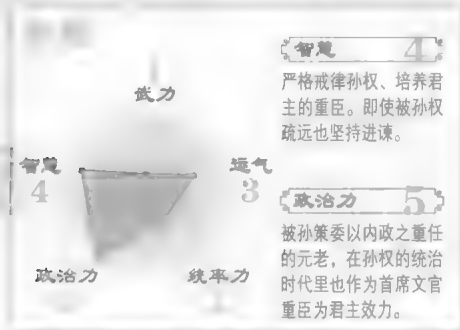 武力
智慧
4
运气
3
政治力
统率力
智慧 4
严格戒律孙权、培养君
主的重臣。即使被孙权
疏远也坚持进谏。
政治力 5
被孙策委以内政之重任
的元老，在孙权的统治
时代里也作为首席文官
重臣为君主效力。